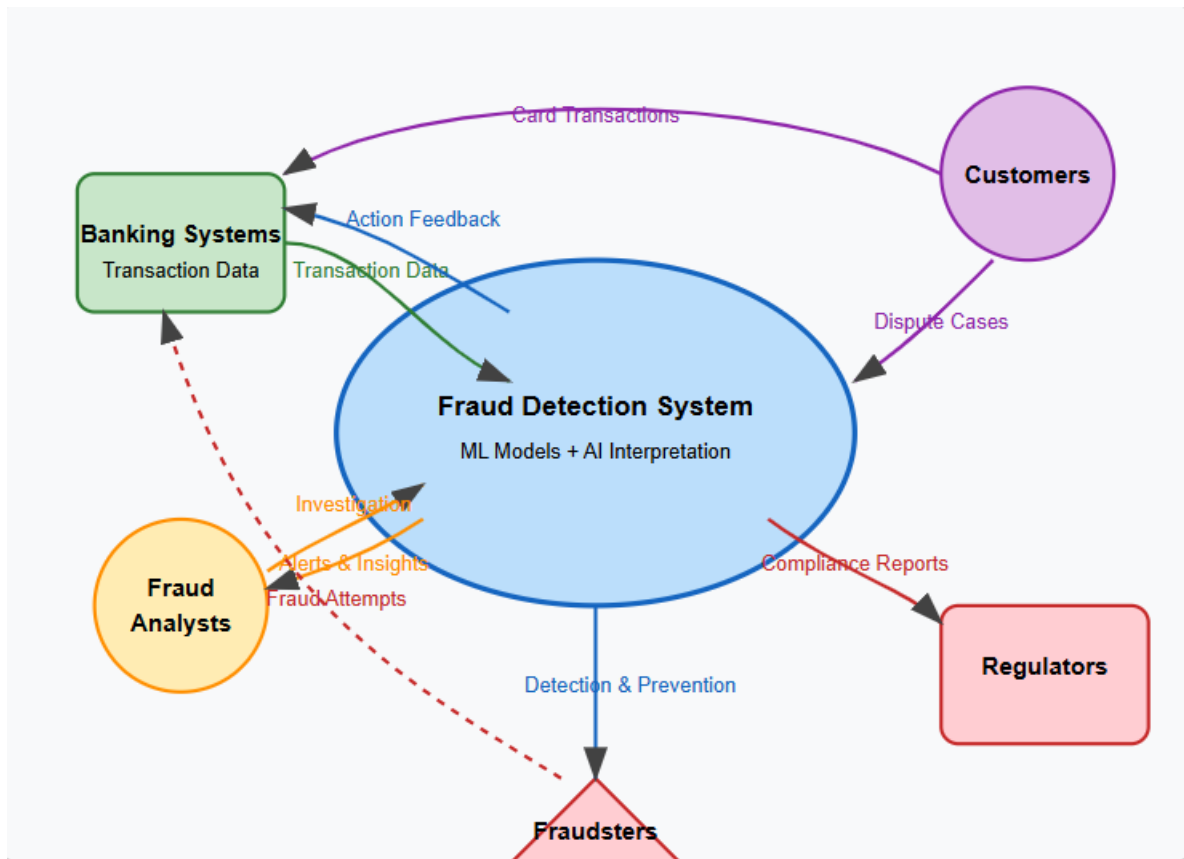 Card Transactions
Customers
Action Feedback
Banking Systems
Transaction Data
Transaction Data
Dispute Cases
Fraud Detection System
ML Models + AI Interpretation
Investigation
Alerts & Insights
Compliance Reports
Fraud
Analysts
Fraud Attempts
Regulators
Detection & Prevention
Fraudsters